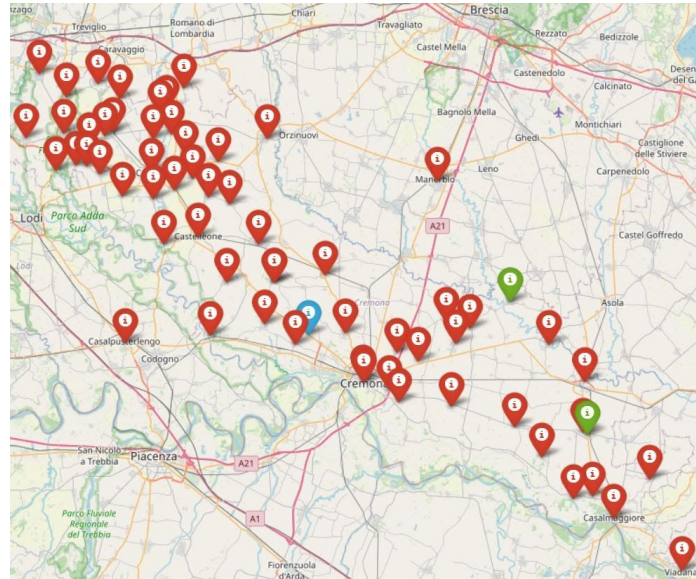 zago
Treviglio
Romano di
Lombardia
Chiari
Travagliato
Brescia
Rezzato
Bedizzole
Castel Mella
Caravaggio
Castenedolo
Desen
del Ga
Calcinato
Bagnolo Mella
Montichiari
Orzinuovi
Ghedi
Castiglione
delle Stiviere
Leno
Carpenedolo
Manerbio
Lodi
Parco Adda
Sud
Castelleone
A21
Castel Goffredo
Lodi
Cremona
Asola
Casalpusterlengo
Codogno
Cremona
San Nicolò
a Trebbia
Piacenza
A21
Parco Fluviale
Regionale
del Trebbia
A1
Casalmaggiore
Fiorenzuola
d'Arda
Viadana